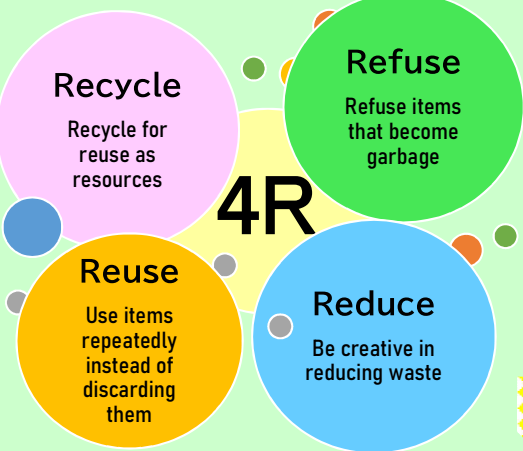 Recycle
Recycle for
reuse as
resources
Refuse
Refuse items
that become
garbage
4R
Reuse
Use items
repeatedly
instead of
discarding
them
Reduce
Be creative in
reducing waste